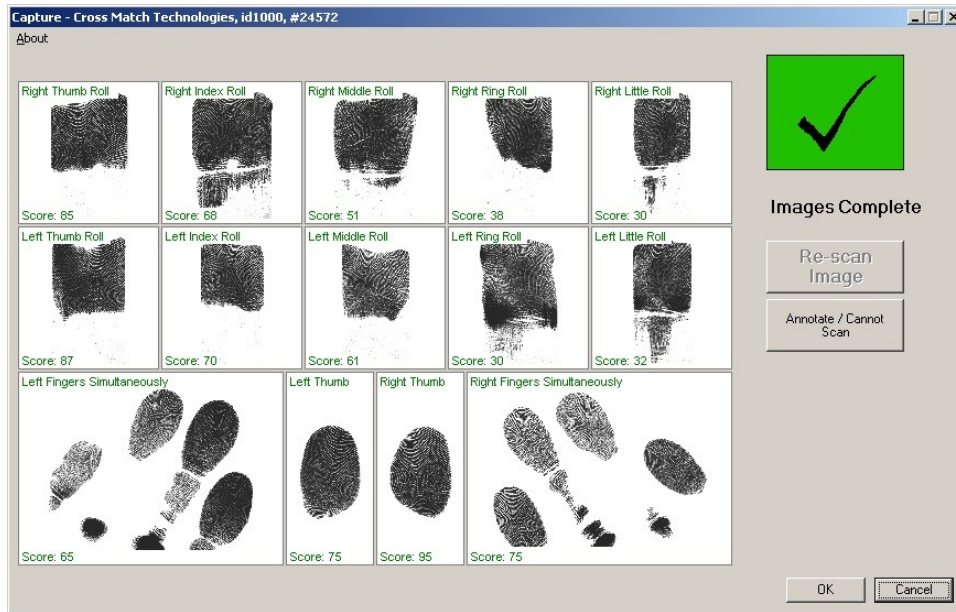 Capture - Cross Match Technologies, id1000, #24572
About
Right Thumb Roll
Score: 85
Right Index Roll
Score: 68
Right Middle Roll
Score: 51
Right Ring Roll
Score: 38
Right Little Roll
Score: 30
Left Thumb Roll
Score: 87
Left Index Roll
Score: 70
Left Middle Roll
Score: 61
Left Ring Roll
Score: 30
Left Little Roll
Score: 32
Left Fingers Simultaneously
Score: 65
Left Thumb
Score: 75
Right Thumb
Score: 95
Right Fingers Simultaneously
Score: 75
Images Complete
Re-scan
Image
Annotate / Cannot
Scan
OK
Cancel